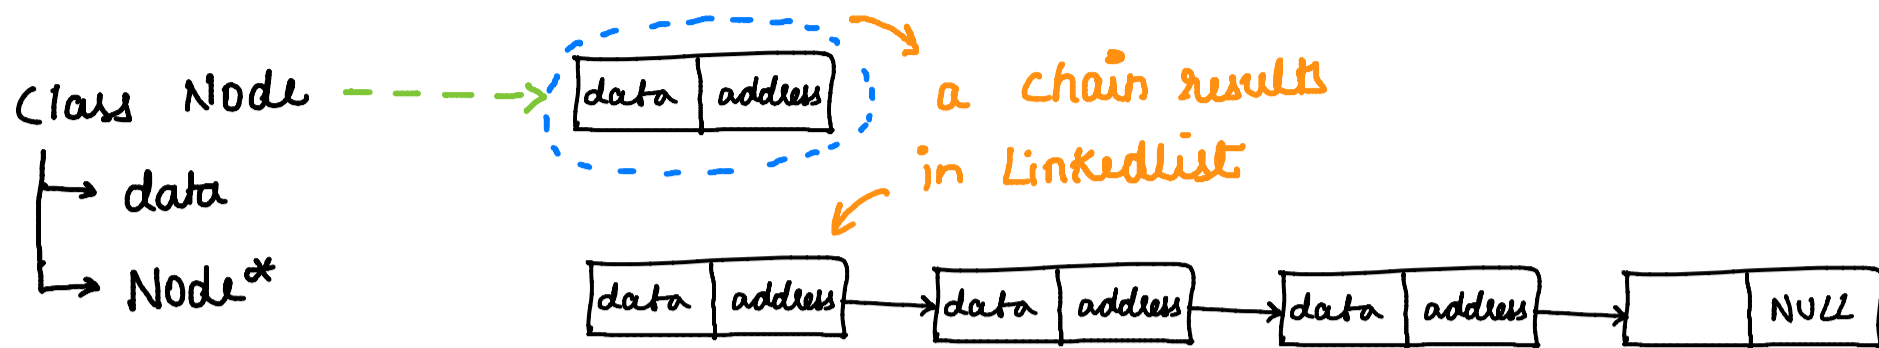 Class Node
data address
a chain results
in Linkedlist
data
Node*
data address data address data address NULL